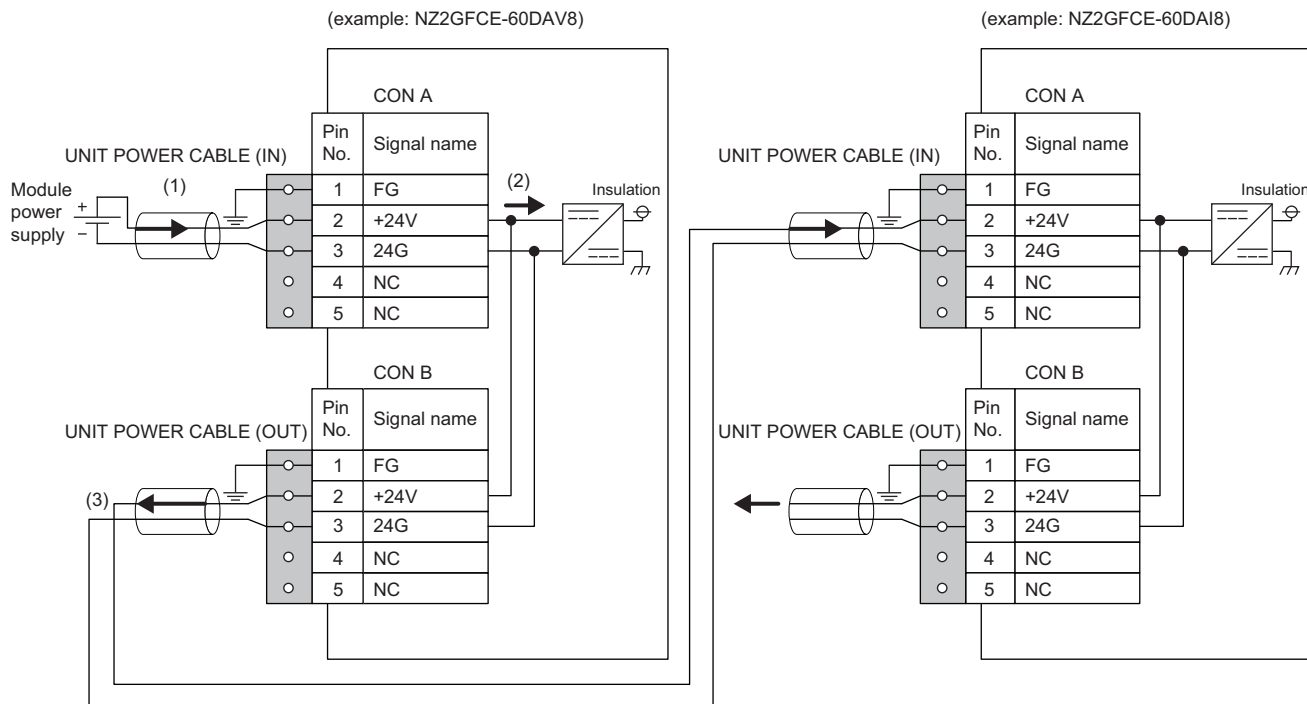 (example: NZ2GFCE-60DAV8)
CON A
Pin No. Signal name
UNIT POWER CABLE (IN)
Module power supply
+
−
(1)
(2)
Insulation
1 FG
2 +24V
3 24G
4 NC
5 NC
CON B
Pin No. Signal name
UNIT POWER CABLE (OUT)
(3)
1 FG
2 +24V
3 24G
4 NC
5 NC
(example: NZ2GFCE-60DAI8)
CON A
Pin No. Signal name
UNIT POWER CABLE (IN)
Insulation
1 FG
2 +24V
3 24G
4 NC
5 NC
CON B
Pin No. Signal name
UNIT POWER CABLE (OUT)
1 FG
2 +24V
3 24G
4 NC
5 NC